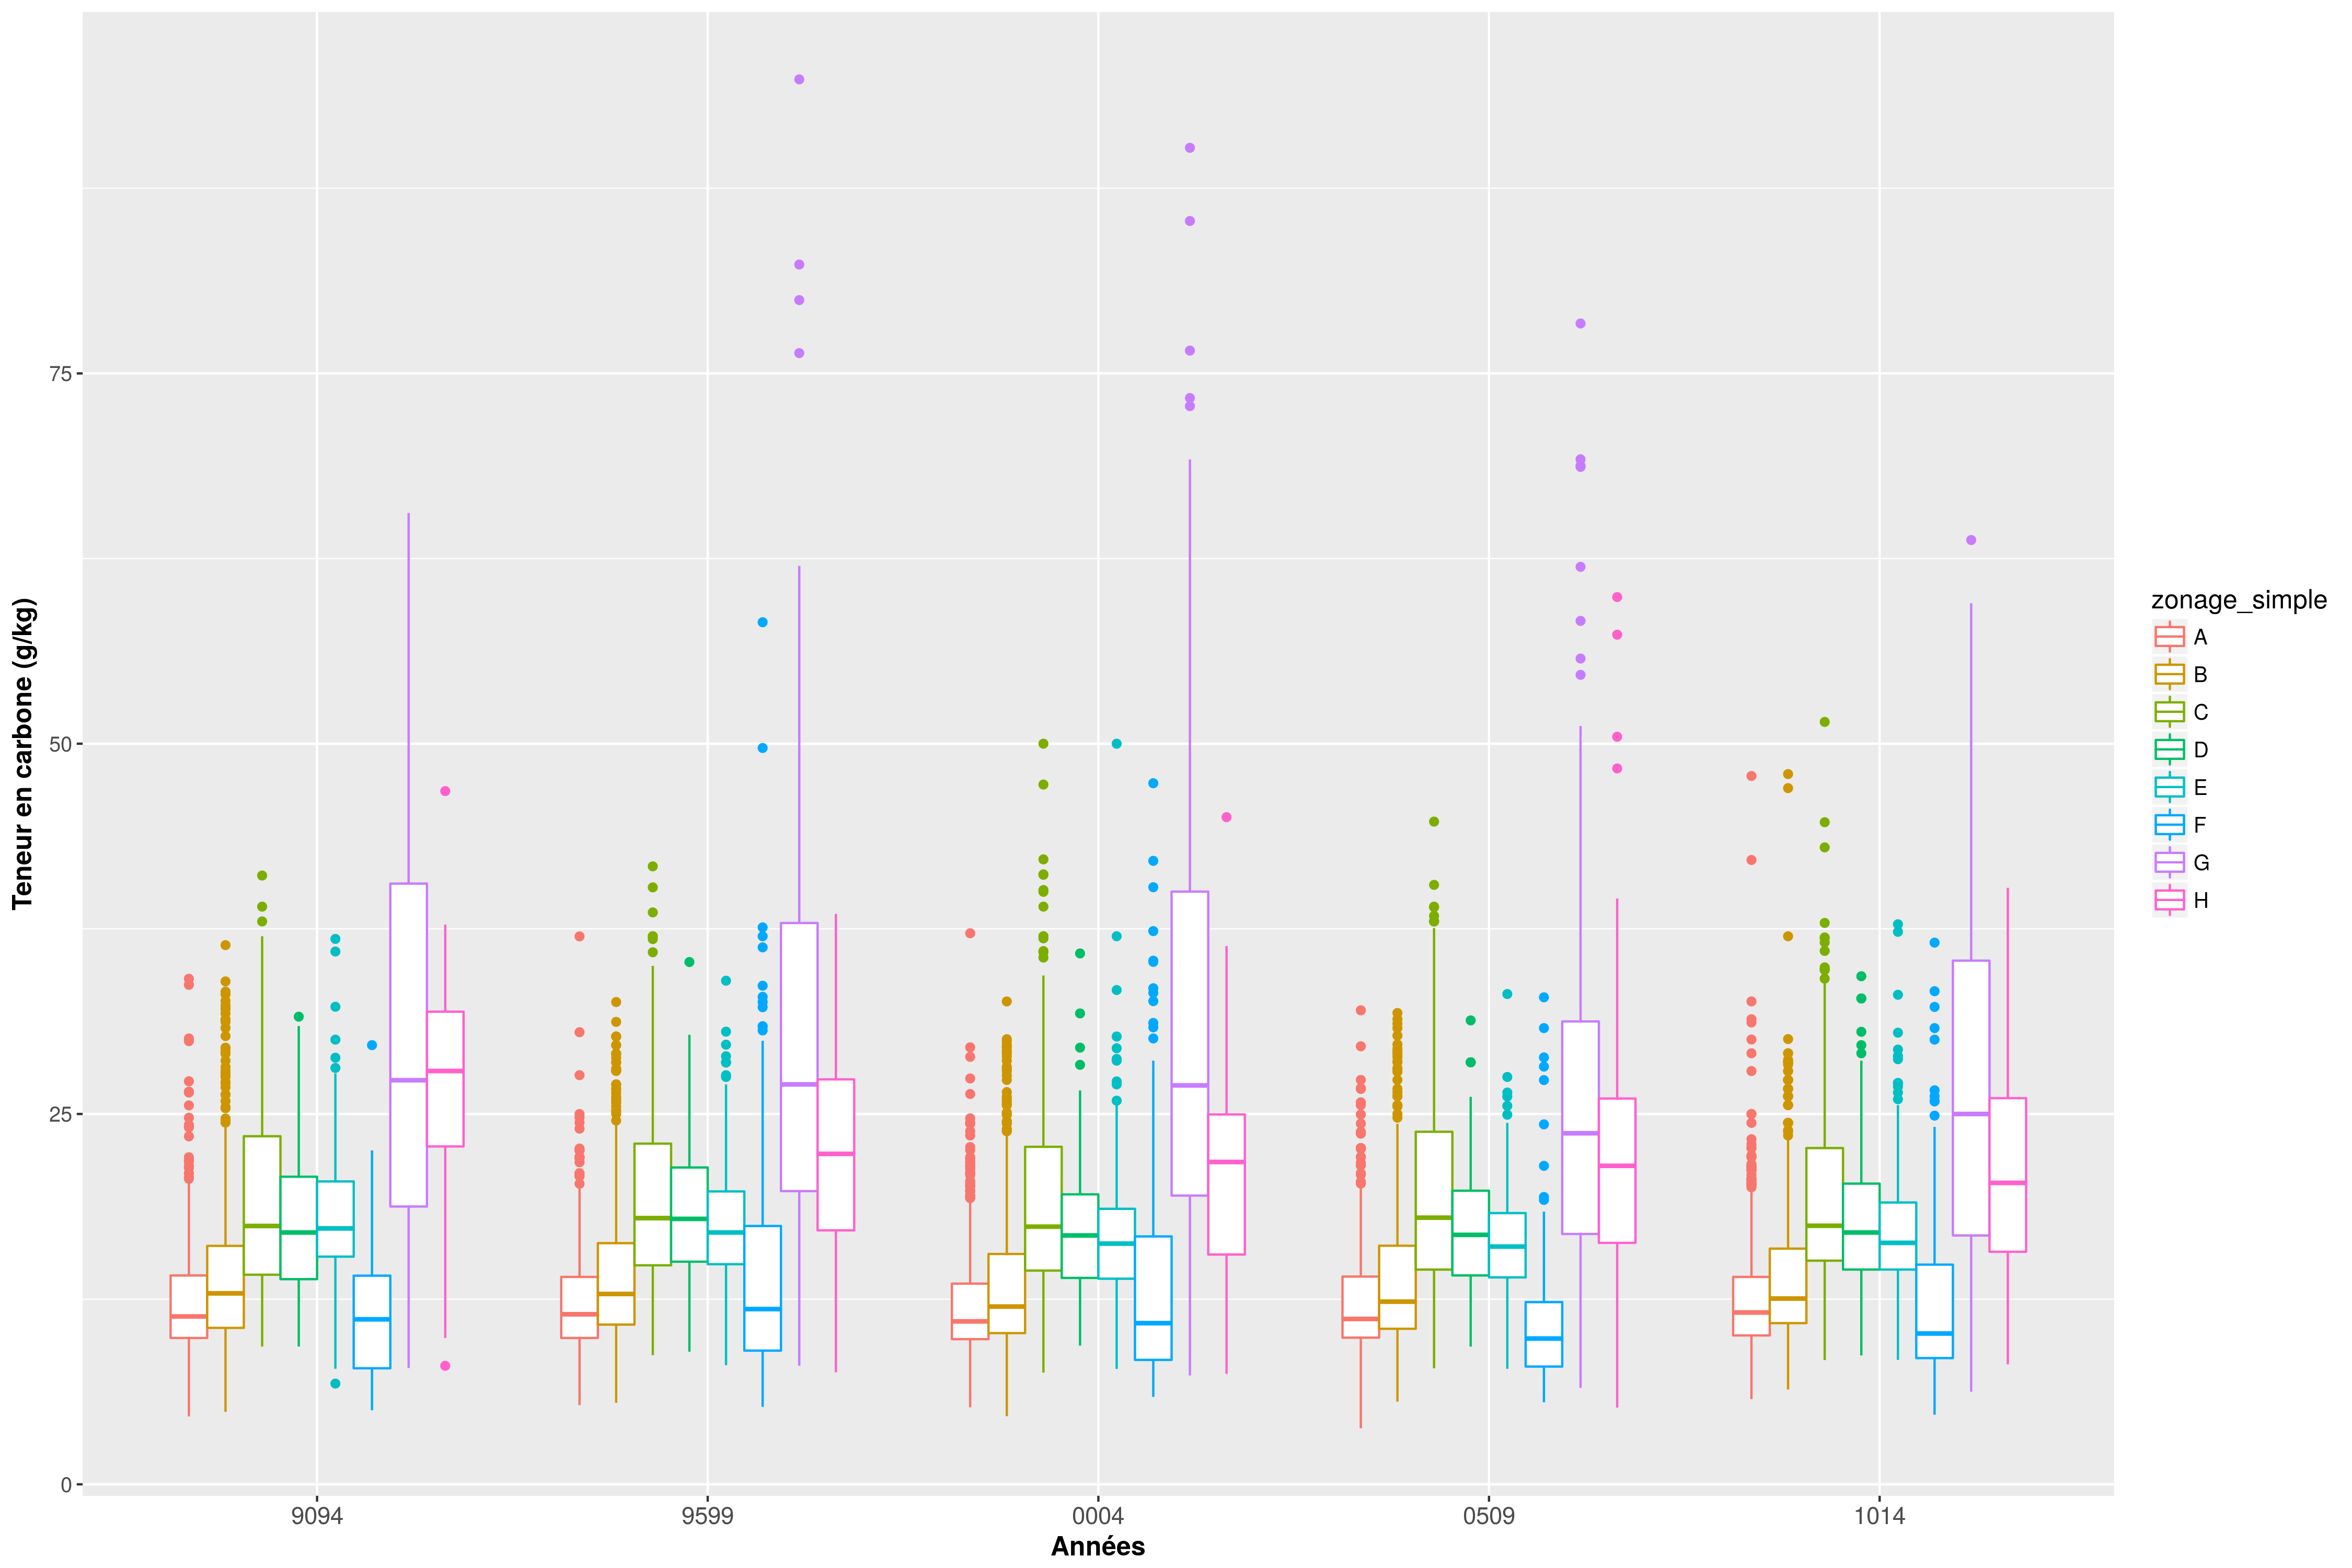 Teneur en carbone (g/kg)
75
50
25
0
9094
9599
0004
0509
1014
Années
zonage_simple
A
B
C
D
E
F
G
H